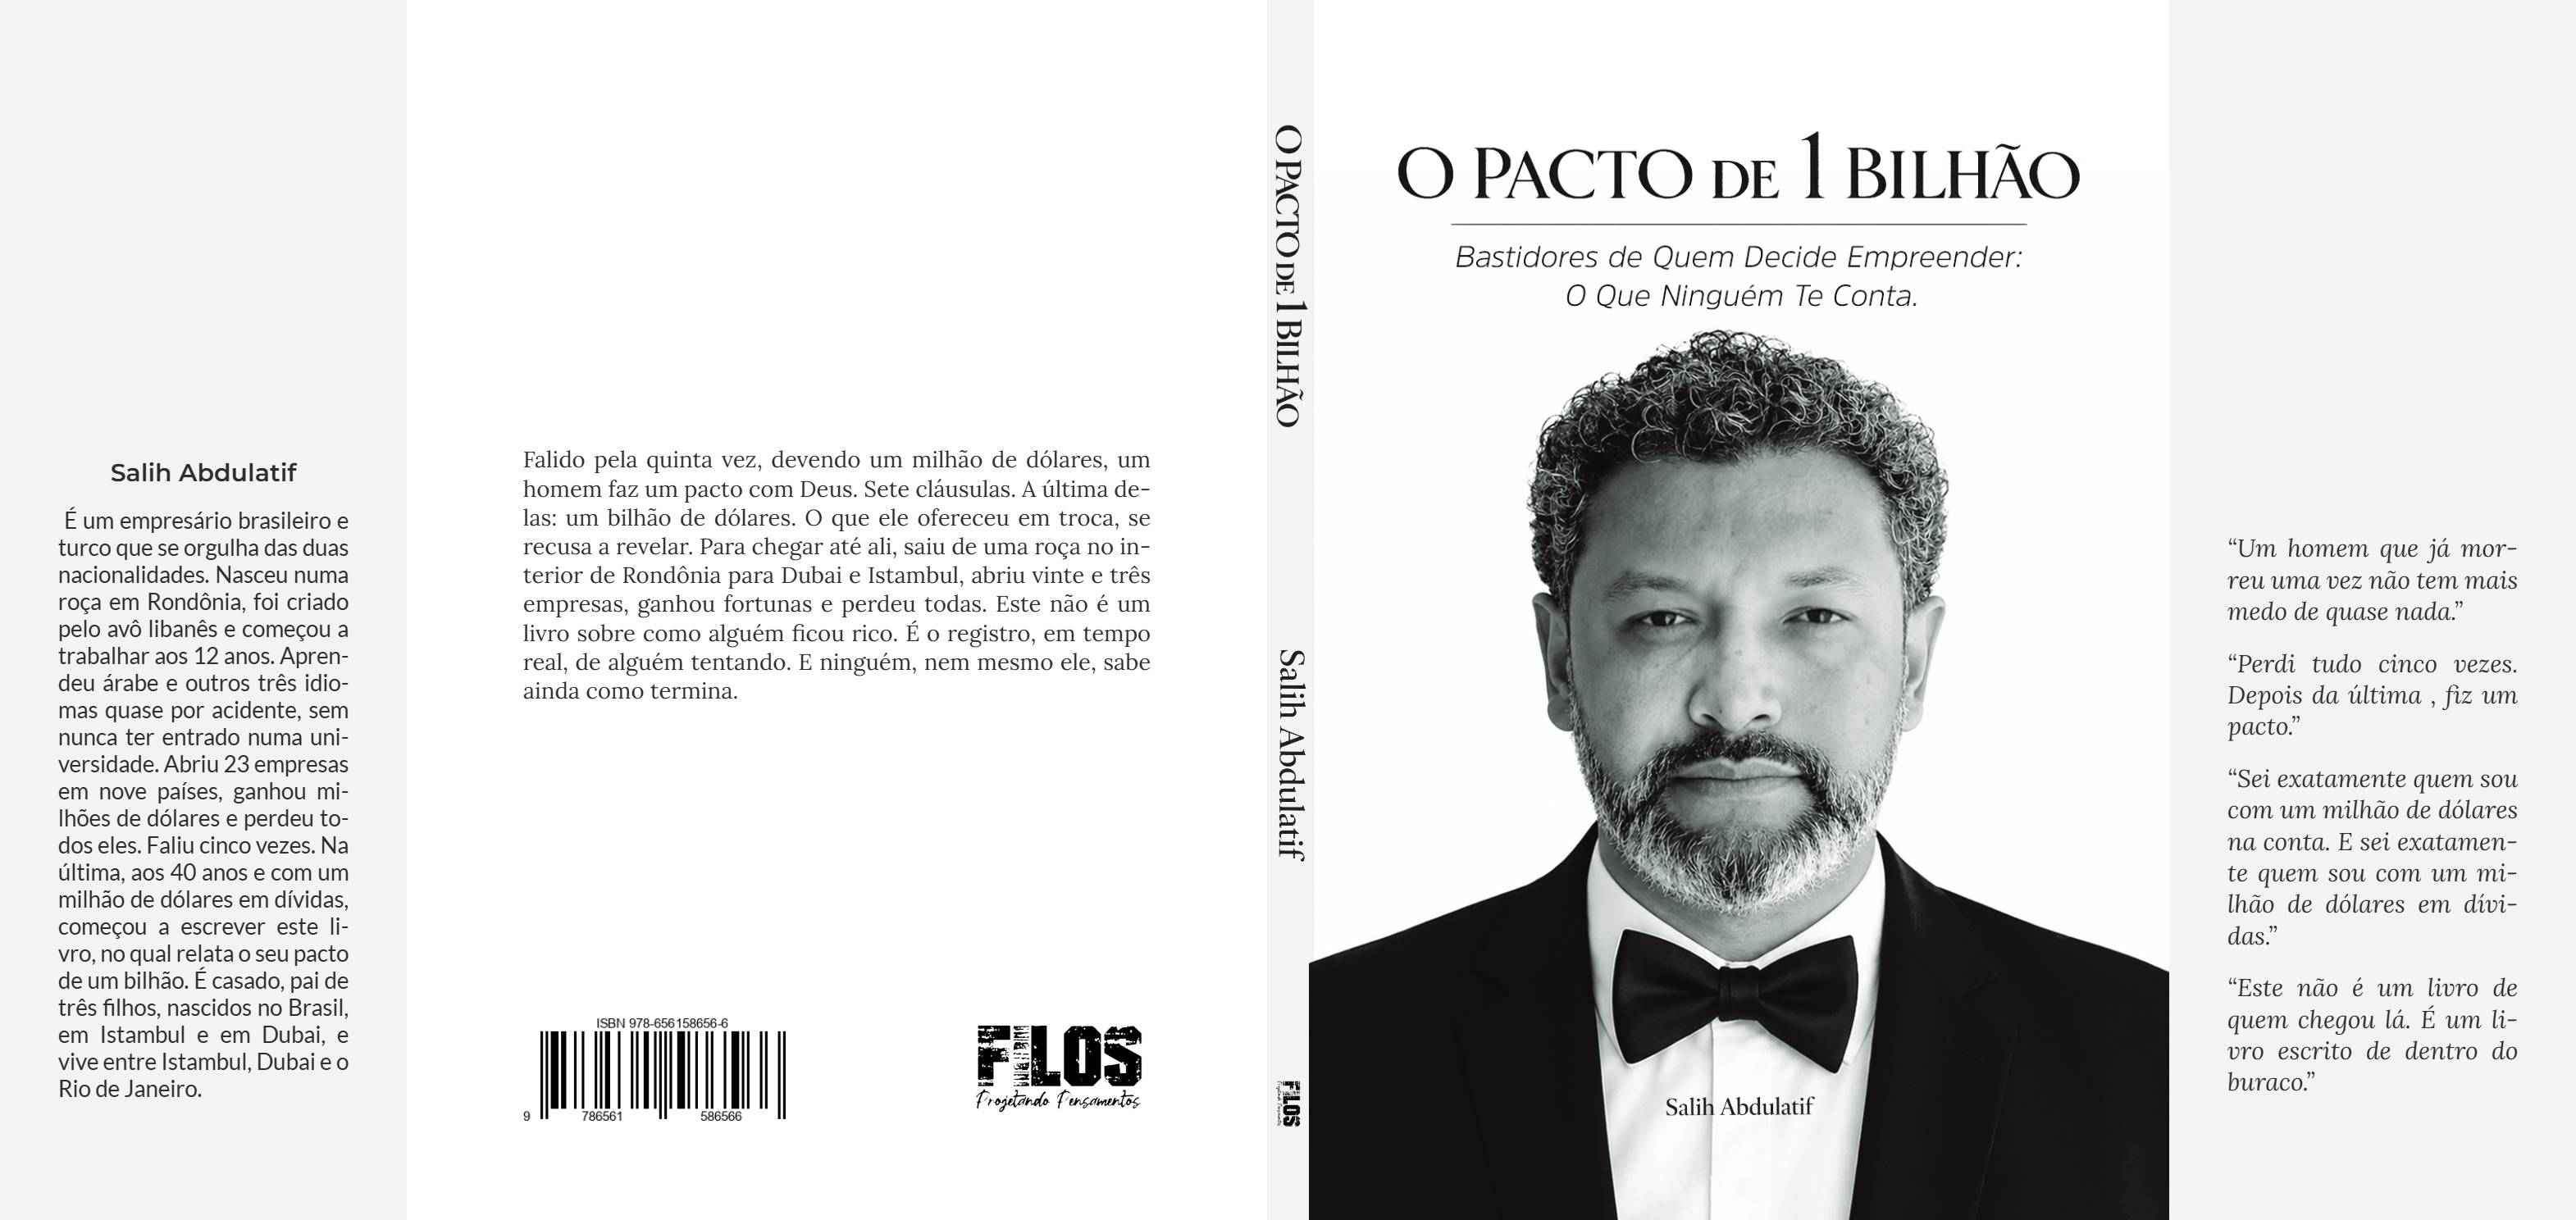 Salih Abdulatif
É um empresário brasileiro e
turco que se orgulha das duas
nacionalidades. Nasceu numa
roça em Rondônia, foi criado
pelo avô libanês e começou a
trabalhar aos 12 anos. Apren-
deu árabe e outros três idio-
mas quase por acidente, sem
nunca ter entrado numa uni-
versidade. Abriu 23 empresas
em nove países, ganhou mi-
lhões de dólares e perdeu to-
dos eles. Faliu cinco vezes. Na
última, aos 40 anos e com um
milhão de dólares em dívidas,
começou a escrever este li-
vro, no qual relata o seu pacto
de um bilhão. É casado, pai de
três filhos, nascidos no Brasil,
em Istambul e em Dubai, e
vive entre Istambul, Dubai e o
Rio de Janeiro.
Falido pela quinta vez, devendo um milhão de dólares, um
homem faz um pacto com Deus. Sete cláusulas. A última de-
las: um bilhão de dólares. O que ele ofereceu em troca, se
recusa a revelar. Para chegar até ali, saiu de uma roça no in-
terior de Rondônia para Dubai e Istambul, abriu vinte e três
empresas, ganhou fortunas e perdeu todas. Este não é um
livro sobre como alguém ficou rico. É o registro, em tempo
real, de alguém tentando. E ninguém, nem mesmo ele, sabe
ainda como termina.
ISBN 978-656158656-6
9 786561 586566
FILOS
Projetando Pensamentos
O PACTO DE 1 BILHÃO
Salih Abdulatif
FILOS
O PACTO DE 1 BILHÃO
Bastidores de Quem Decide Empreender:
O Que Ninguém Te Conta.
Salih Abdulatif
“Um homem que já mor-
reu uma vez não tem mais
medo de quase nada.”
“Perdi tudo cinco vezes.
Depois da última , fiz um
pacto.”
“Sei exatamente quem sou
com um milhão de dólares
na conta. E sei exatamen-
te quem sou com um mi-
lhão de dólares em dívi-
das.”
“Este não é um livro de
quem chegou lá. É um li-
vro escrito de dentro do
buraco.”